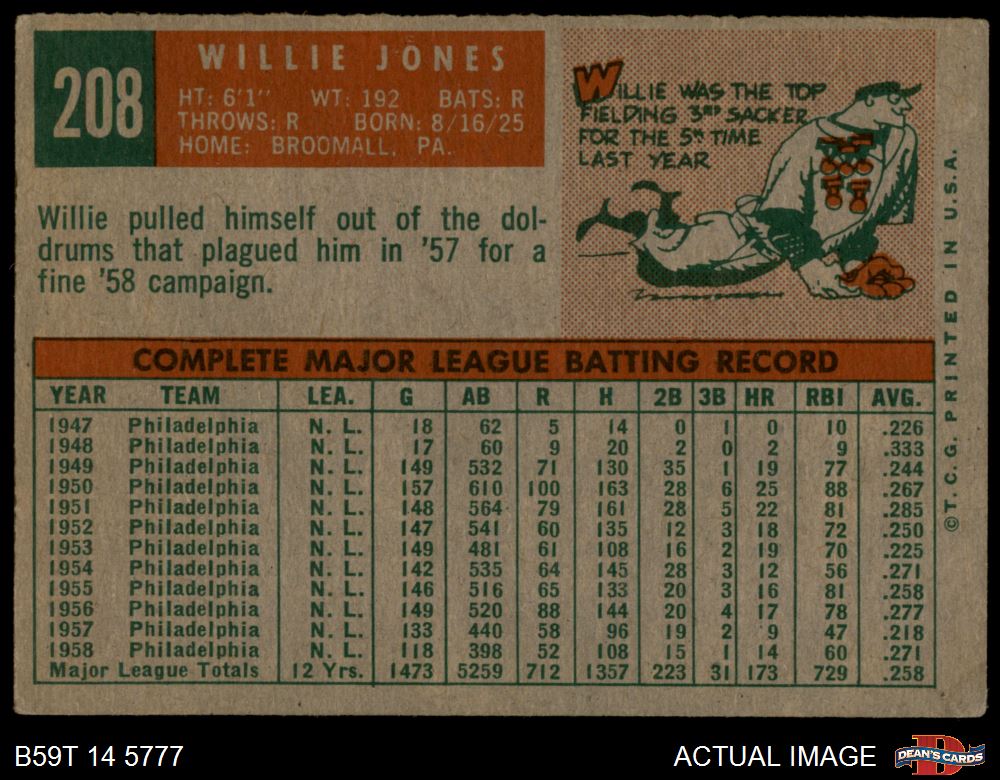 208
WILLIE JONES
HT: 6'1" WT: 192 BATS: R
THROWS: R BORN: 8/16/25
HOME: BROOMALL, PA.
WILLIE WAS THE TOP
FIELDING 3RD SACKER
FOR THE 5TH TIME
LAST YEAR
Willie pulled himself out of the dol-
drums that plagued him in '57 for a
fine '58 campaign.
COMPLETE MAJOR LEAGUE BATTING RECORD
YEAR TEAM LEA. G AB R H 2B 3B HR RBI AVG.
1947 Philadelphia N. L. 18 62 5 14 0 1 0 10 .226
1948 Philadelphia N. L. 17 60 9 20 2 0 2 9 .333
1949 Philadelphia N. L. 149 532 71 130 35 1 19 77 .244
1950 Philadelphia N. L. 157 610 100 163 28 6 25 88 .267
1951 Philadelphia N. L. 148 564 79 161 28 5 22 81 .285
1952 Philadelphia N. L. 147 541 60 135 12 3 18 72 .250
1953 Philadelphia N. L. 149 481 61 108 16 2 19 70 .225
1954 Philadelphia N. L. 142 535 64 145 28 3 12 56 .271
1955 Philadelphia N. L. 146 516 65 133 20 3 16 81 .258
1956 Philadelphia N. L. 149 520 88 144 20 4 17 78 .277
1957 Philadelphia N. L. 133 440 58 96 19 2 9 47 .218
1958 Philadelphia N. L. 118 398 52 108 15 1 14 60 .271
Major League Totals 12 Yrs. 1473 5259 712 1357 223 31 173 729 .258
©T. C. G. PRINTED IN U.S.A.
B59T 14 5777
ACTUAL IMAGE
D
DEAN'S CARDS